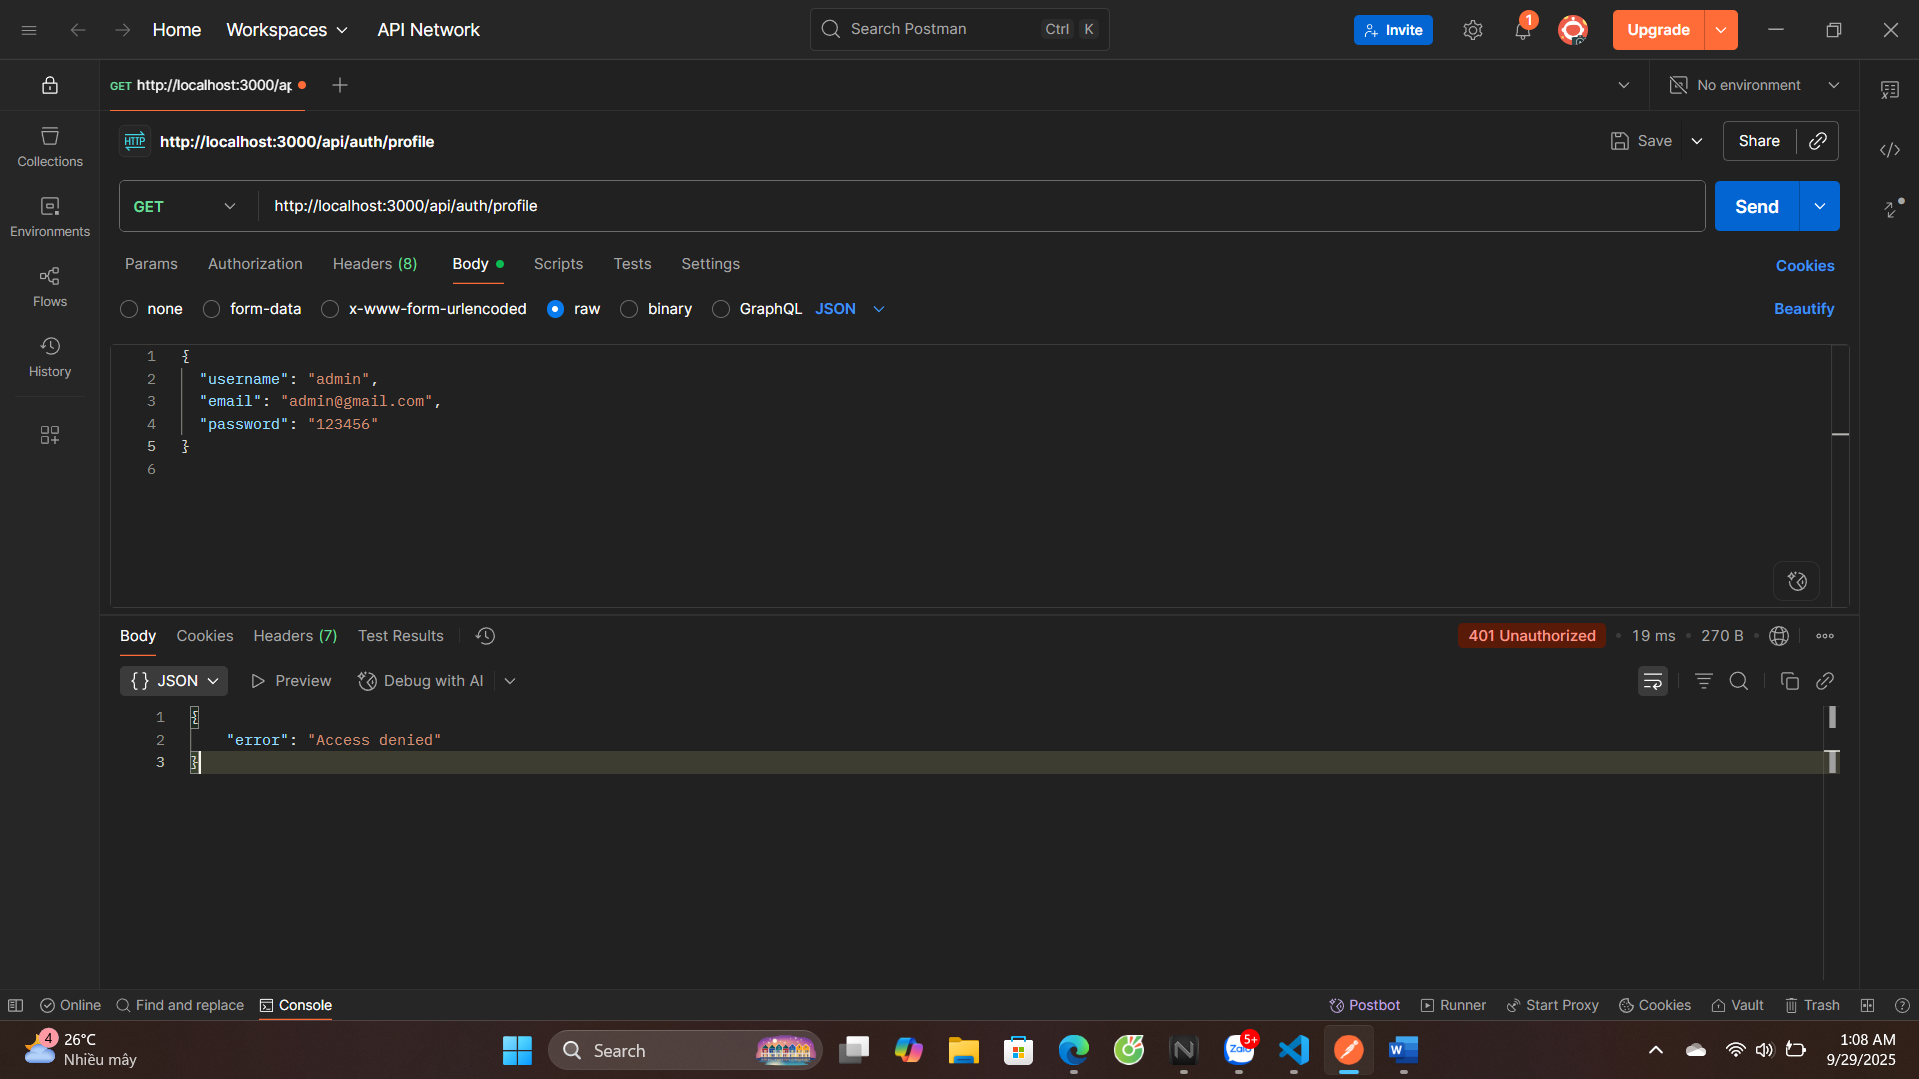 Home
Workspaces
API Network
Search Postman
Ctrl K
Invite
1
Upgrade
GET http://localhost:3000/ap
No environment
Collections
Environments
Flows
History
HTTP
http://localhost:3000/api/auth/profile
Save
Share
GET
http://localhost:3000/api/auth/profile
Send
Params
Authorization
Headers (8)
Body
Scripts
Tests
Settings
Cookies
none
form-data
x-www-form-urlencoded
raw
binary
GraphQL
JSON
Beautify
1 {
2 "username": "admin",
3 "email": "admin@gmail.com",
4 "password": "123456"
5 }
6
Body
Cookies
Headers (7)
Test Results
401 Unauthorized
19 ms
270 B
{ } JSON
Preview
Debug with AI
1 {
2 "error": "Access denied"
3 }
Online
Find and replace
Console
Postbot
Runner
Start Proxy
Cookies
Vault
Trash
4
26°C
Nhiều mây
Search
Zalo
5+
W
1:08 AM
9/29/2025